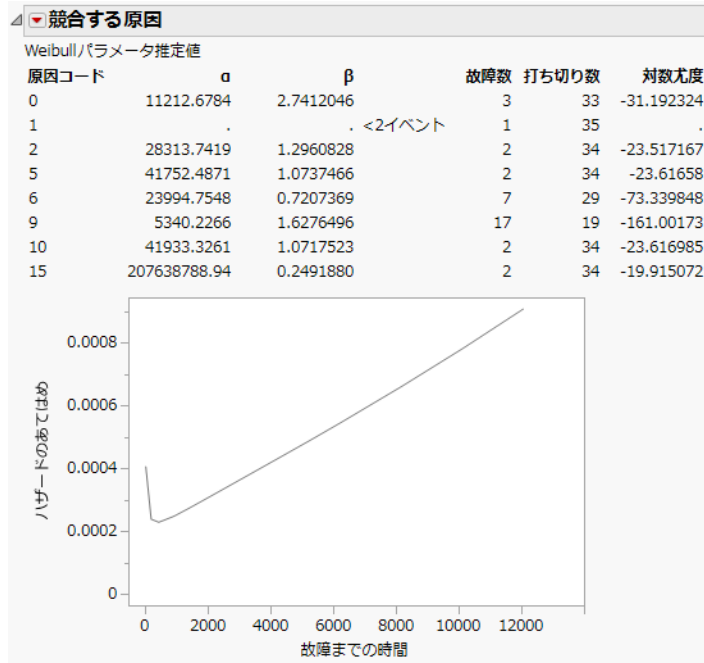 競合する原因
Weibullパラメータ推定値
原因コード α β 故障数 打ち切り数 対数尤度
0 11212.6784 2.7412046 3 33 -31.192324
1 . . <2イベント 1 35 .
2 28313.7419 1.2960828 2 34 -23.517167
5 41752.4871 1.0737466 2 34 -23.61658
6 23994.7548 0.7207369 7 29 -73.339848
9 5340.2266 1.6276496 17 19 -161.00173
10 41933.3261 1.0717523 2 34 -23.616985
15 207638788.94 0.2491880 2 34 -19.915072
0.0008
0.0006
0.0004
0.0002
0
ハザードのあてはめ
0 2000 4000 6000 8000 10000 12000
故障までの時間